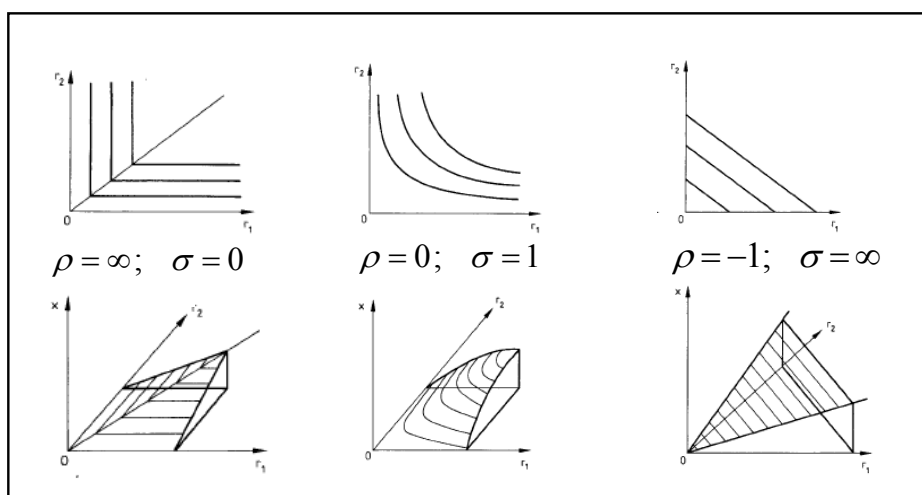 r₂
0
r₁
r₂
0
r₁
r₂
0
r₁
ρ = ∞; σ = 0
ρ = 0; σ = 1
ρ = −1; σ = ∞
x
r₂
0
r₁
x
r₂
0
r₁
x
r₂
0
r₁